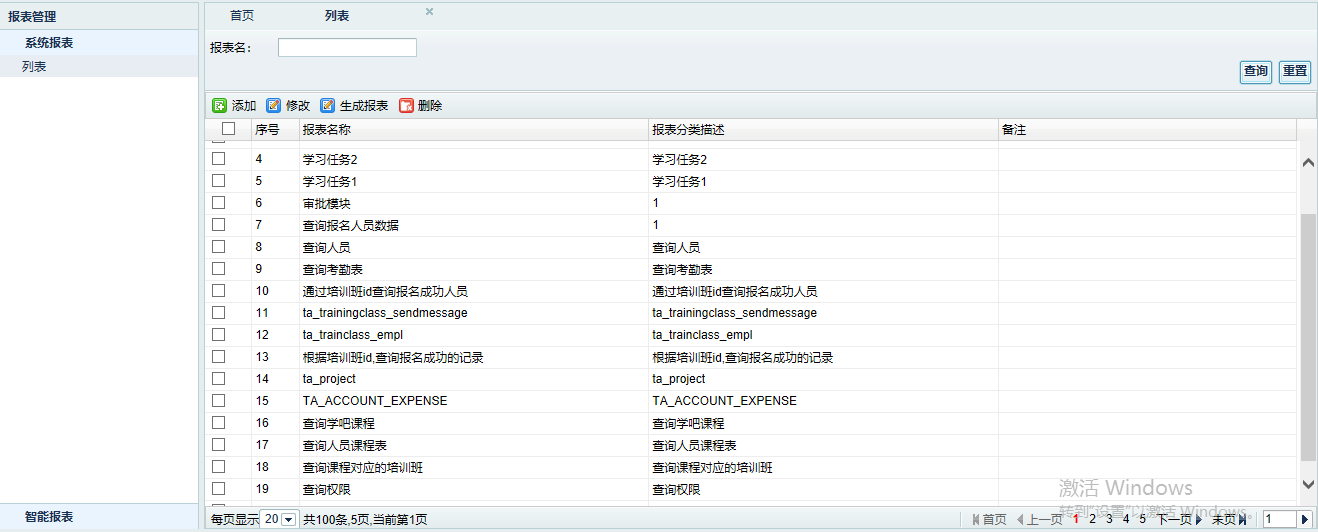 报表管理
首页 列表
系统报表
列表
报表名：
查询 重置
添加 修改 生成报表 删除
序号 报表名称 报表分类描述 备注
4 学习任务2 学习任务2
5 学习任务1 学习任务1
6 审批模块 1
7 查询报名人员数据 1
8 查询人员 查询人员
9 查询考勤表 查询考勤表
10 通过培训班id查询报名成功人员 通过培训班id查询报名成功人员
11 ta_trainingclass_sendmessage ta_trainingclass_sendmessage
12 ta_trainclass_empl ta_trainclass_empl
13 根据培训班id,查询报名成功的记录 根据培训班id,查询报名成功的记录
14 ta_project ta_project
15 TA_ACCOUNT_EXPENSE TA_ACCOUNT_EXPENSE
16 查询学吧课程 查询学吧课程
17 查询人员课程表 查询人员课程表
18 查询课程对应的培训班 查询课程对应的培训班
19 查询权限 查询权限
激活 Windows
转到"设置"以激活 Windows。
智能报表
每页显示 20 共100条,5页,当前第1页 首页 上一页 1 2 3 4 5 下一页 末页 1